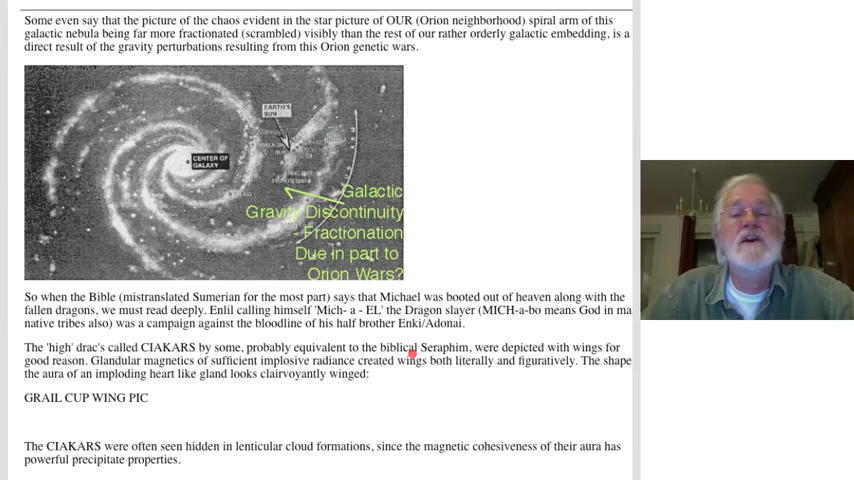 Some even say that the picture of the chaos evident in the star picture of OUR (Orion neighborhood) spiral arm of this
galactic nebula being far more fractionated (scrambled) visibly than the rest of our rather orderly galactic embedding, is a
direct result of the gravity perturbations resulting from this Orion genetic wars.
EARTH'S
SUN
CENTER OF
GALAXY
Galactic
Gravity Discontinuity
Fractionation
Due in part to
Orion Wars?
So when the Bible (mistranslated Sumerian for the most part) says that Michael was booted out of heaven along with the
fallen dragons, we must read deeply. Enlil calling himself 'Mich- a - EL' the Dragon slayer (MICH-a-bo means God in ma
native tribes also) was a campaign against the bloodline of his half brother Enki/Adonai.
The 'high' drac's called CIAKARS by some, probably equivalent to the biblical Seraphim, were depicted with wings for
good reason. Glandular magnetics of sufficient implosive radiance created wings both literally and figuratively. The shape
the aura of an imploding heart like gland looks clairvoyantly winged:
GRAIL CUP WING PIC
The CIAKARS were often seen hidden in lenticular cloud formations, since the magnetic cohesiveness of their aura has
powerful precipitate properties.